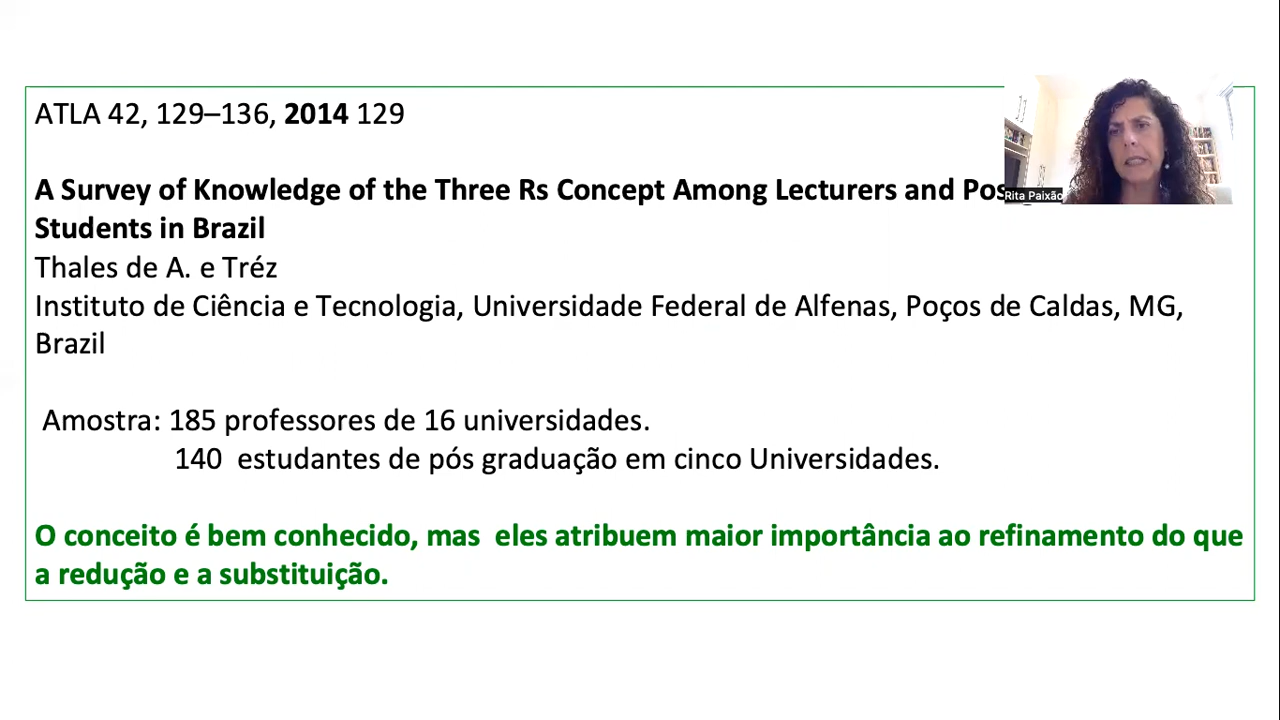 ATLA 42, 129–136, 2014 129
A Survey of Knowledge of the Three Rs Concept Among Lecturers and
Students in Brazil
Thales de A. e Tréz
Instituto de Ciência e Tecnologia, Universidade Federal de Alfenas, Poços de Caldas, MG,
Brazil
Amostra: 185 professores de 16 universidades.
140 estudantes de pós graduação em cinco Universidades.
O conceito é bem conhecido, mas eles atribuem maior importância ao refinamento do que
a redução e a substituição.
Rita Paixão